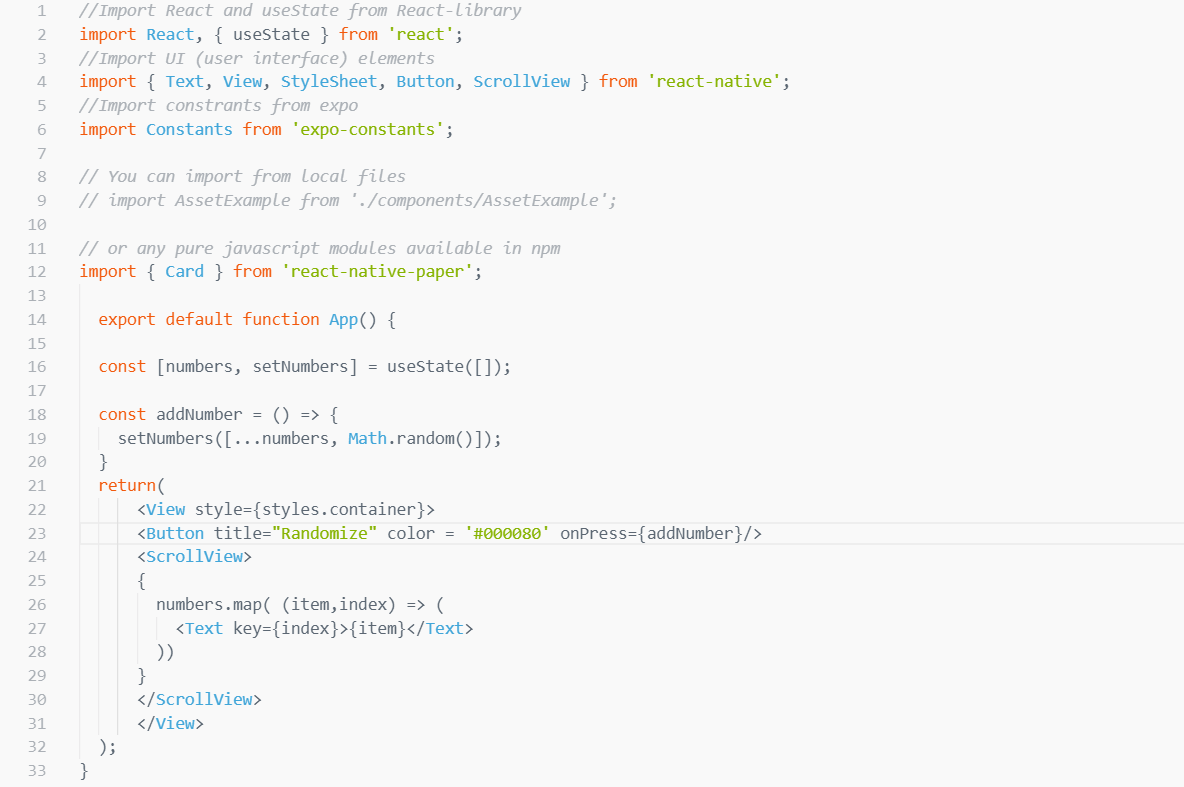 1 //Import React and useState from React-library
2 import React, { useState } from 'react';
3 //Import UI (user interface) elements
4 import { Text, View, StyleSheet, Button, ScrollView } from 'react-native';
5 //Import constrants from expo
6 import Constants from 'expo-constants';
7
8 // You can import from local files
9 // import AssetExample from './components/AssetExample';
10
11 // or any pure javascript modules available in npm
12 import { Card } from 'react-native-paper';
13
14 export default function App() {
15
16 const [numbers, setNumbers] = useState([]);
17
18 const addNumber = () => {
19 setNumbers([...numbers, Math.random()]);
20 }
21 return(
22 <View style={styles.container}>
23 <Button title="Randomize" color = '#000080' onPress={addNumber}/>
24 <ScrollView>
25 {
26 numbers.map( (item,index) => (
27 <Text key={index}>{item}</Text>
28 ))
29 }
30 </ScrollView>
31 </View>
32 );
33 }